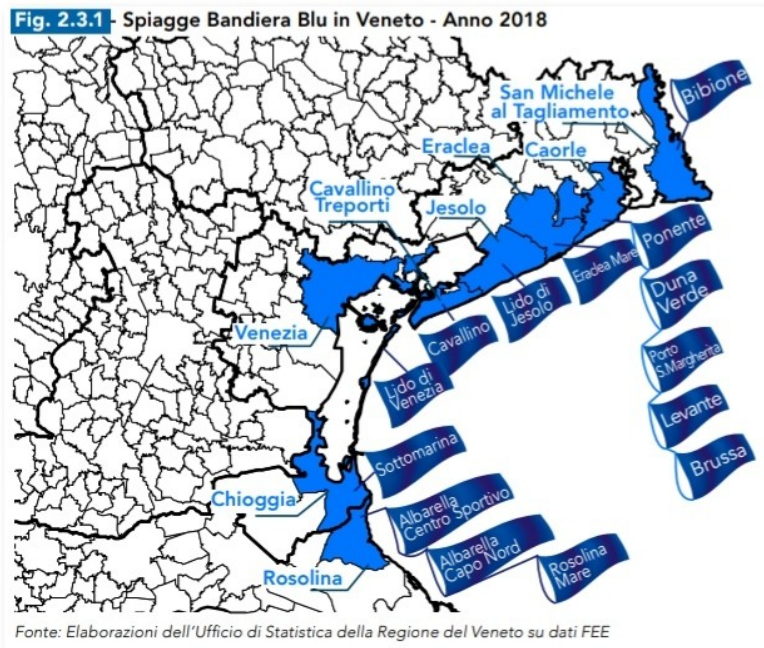 Fig. 2.3.1 - Spiagge Bandiera Blu in Veneto - Anno 2018
San Michele
al Tagliamento
Bibione
Eraclea
Caorle
Cavallino
Treporti
Jesolo
Ponente
Eraclea Mare
Duna
Verde
Lido di
Jesolo
Venezia
Cavallino
Porto
S.Margherita
Lido di
Venezia
Levante
Sottomarina
Brussa
Chioggia
Albarella
Centro Sportivo
Albarella
Capo Nord
Rosolina
Mare
Rosolina
Fonte: Elaborazioni dell'Ufficio di Statistica della Regione del Veneto su dati FEE